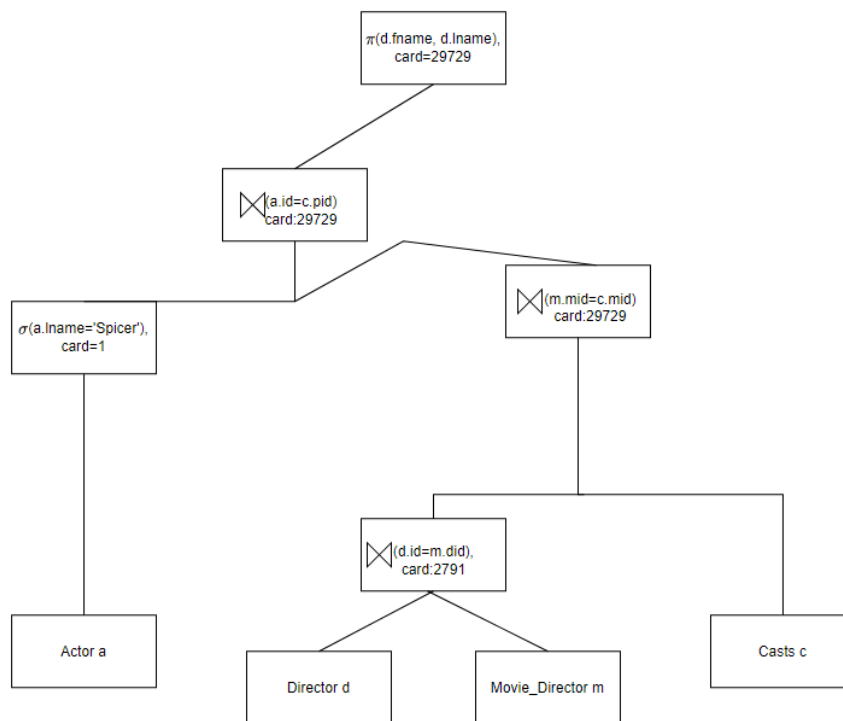 π(d.fname, d.lname),
card=29729
⋈(a.id=c.pid)
card:29729
⋈(m.mid=c.mid)
card:29729
σ(a.lname='Spicer'),
card=1
⋈(d.id=m.did),
card:2791
Actor a
Director d
Movie_Director m
Casts c